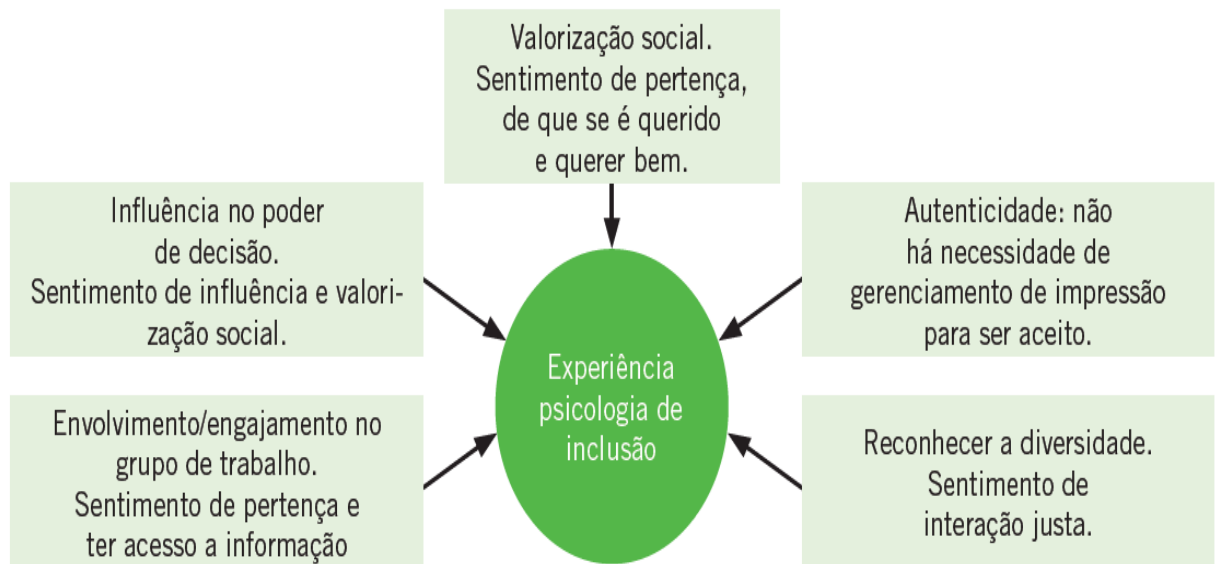 Valorização social.
Sentimento de pertença,
de que se é querido
e querer bem.
Influência no poder
de decisão.
Sentimento de influência e valori-
zação social.
Autenticidade: não
há necessidade de
gerenciamento de impressão
para ser aceito.
Experiência
psicologia de
inclusão
Envolvimento/engajamento no
grupo de trabalho.
Sentimento de pertença e
ter acesso a informação
Reconhecer a diversidade.
Sentimento de
interação justa.